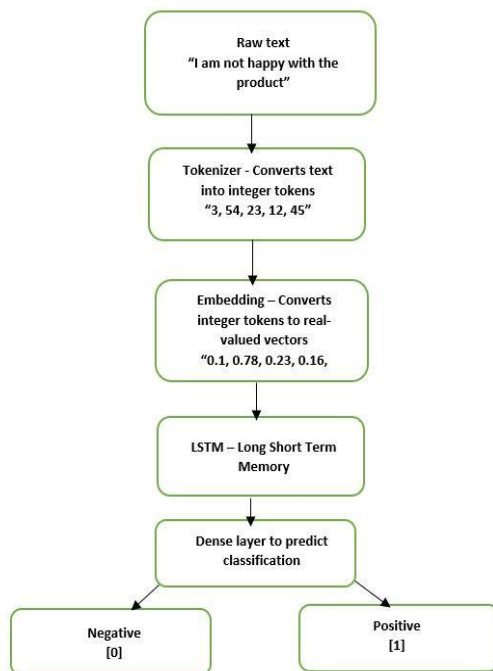 Raw text
“I am not happy with the
product”
Tokenizer - Converts text
into integer tokens
“3, 54, 23, 12, 45”
Embedding – Converts
integer tokens to real-
valued vectors
“0.1, 0.78, 0.23, 0.16,
LSTM – Long Short Term
Memory
Dense layer to predict
classification
Negative
[0]
Positive
[1]